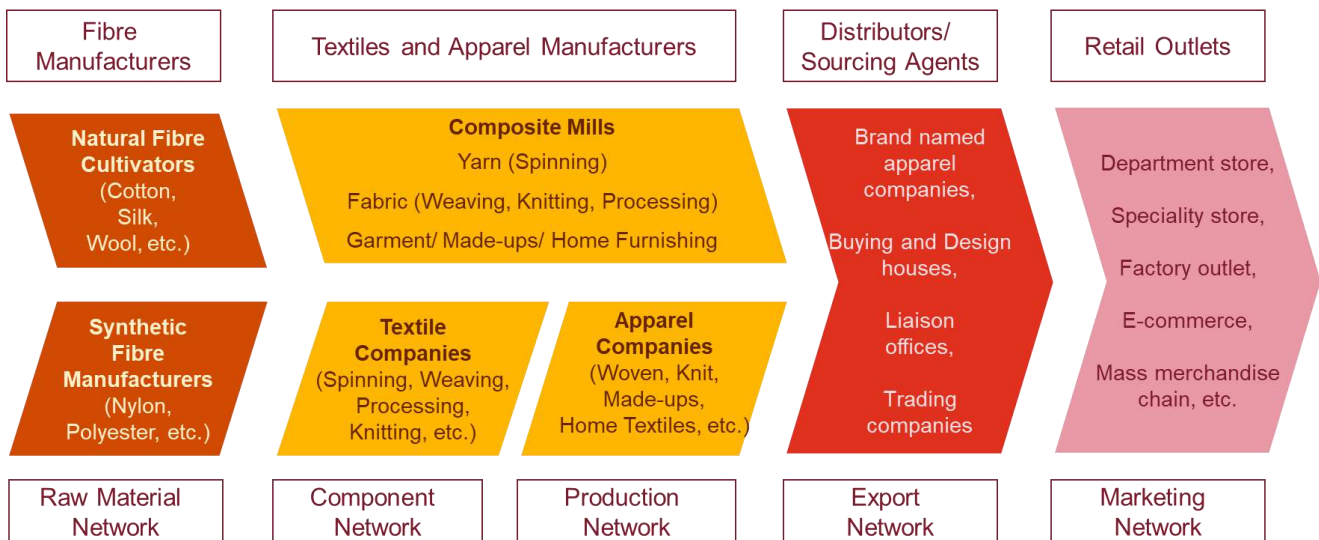 Fibre
Manufacturers
Textiles and Apparel Manufacturers
Distributors/
Sourcing Agents
Retail Outlets
Natural Fibre
Cultivators
(Cotton,
Silk,
Wool, etc.)
Composite Mills
Yarn (Spinning)
Fabric (Weaving, Knitting, Processing)
Garment/ Made-ups/ Home Furnishing
Synthetic
Fibre
Manufacturers
(Nylon,
Polyester, etc.)
Textile
Companies
(Spinning, Weaving,
Processing,
Knitting, etc.)
Apparel
Companies
(Woven, Knit,
Made-ups,
Home Textiles, etc.)
Brand named
apparel
companies,
Buying and Design
houses,
Liaison
offices,
Trading
companies
Department store,
Speciality store,
Factory outlet,
E-commerce,
Mass merchandise
chain, etc.
Raw Material
Network
Component
Network
Production
Network
Export
Network
Marketing
Network